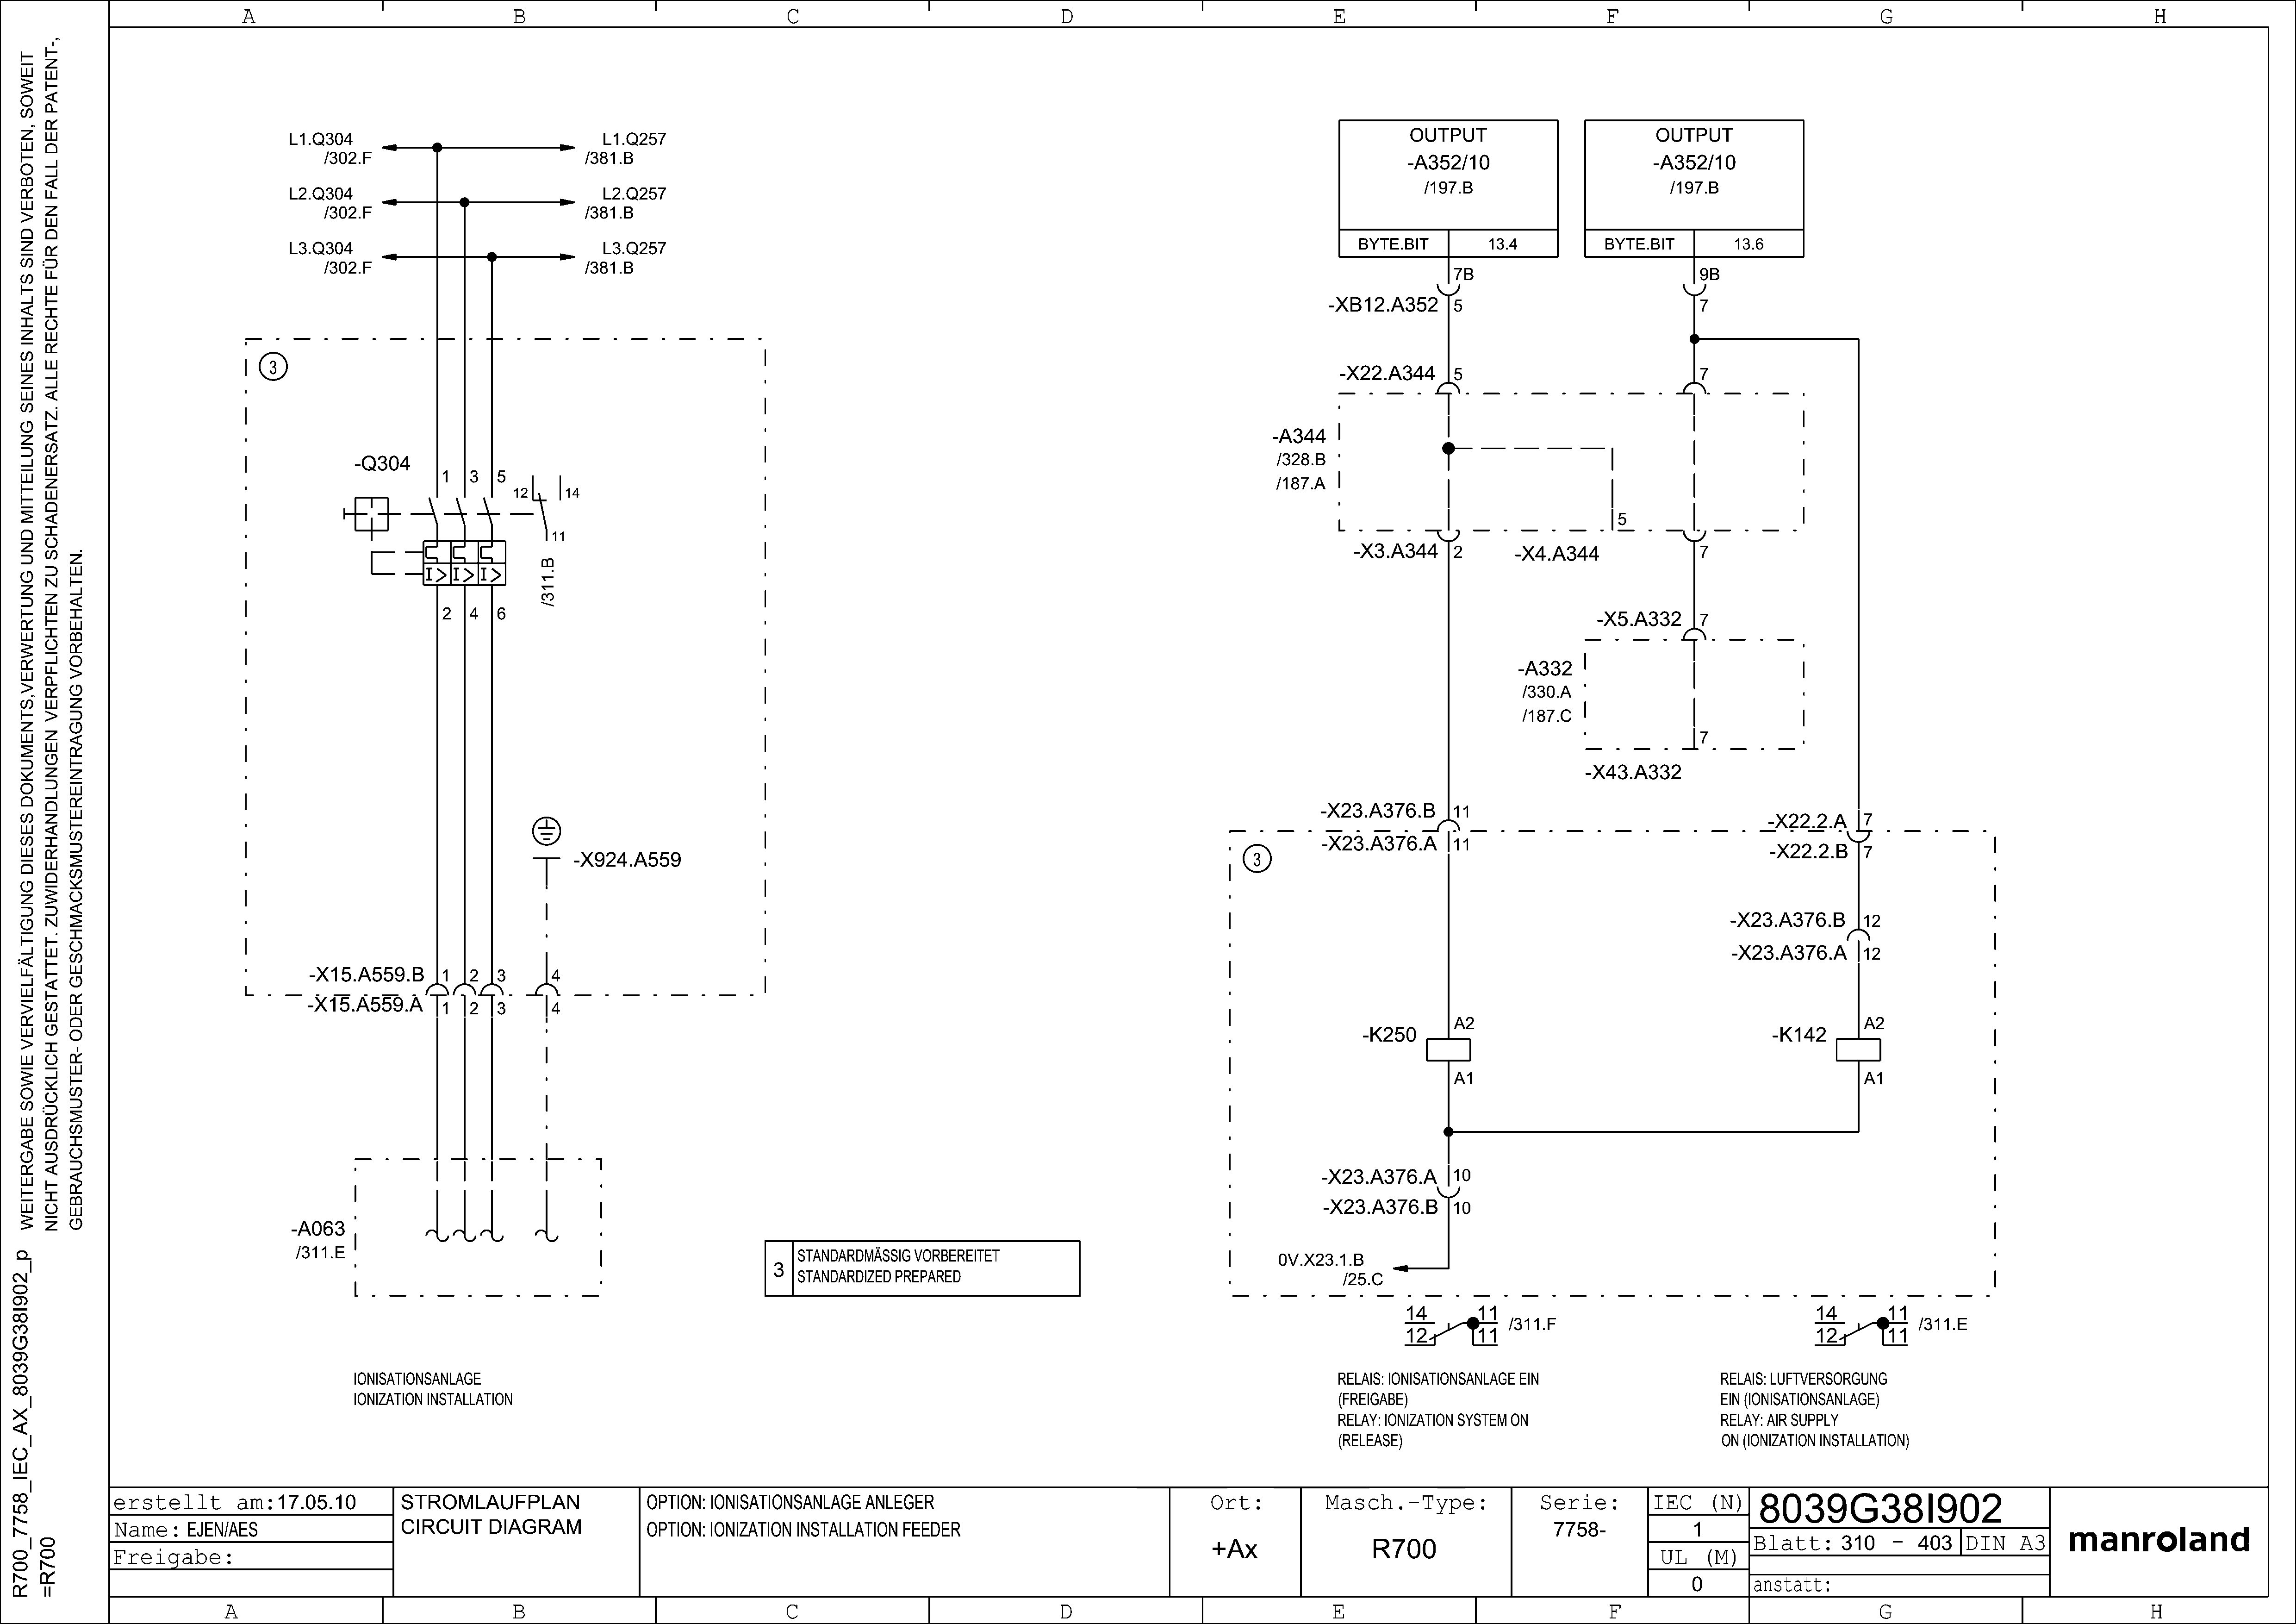 A B C D E F G H
WEITERGABE SOWIE VERVIELFÄLTIGUNG DIESES DOKUMENTS,VERWERTUNG UND MITTEILUNG SEINES INHALTS SIND VERBOTEN, SOWEIT
NICHT AUSDRÜCKLICH GESTATTET. ZUWIDERHANDLUNGEN VERPFLICHTEN ZU SCHADENERSATZ. ALLE RECHTE FÜR DEN FALL DER PATENT-,
GEBRAUCHSMUSTER- ODER GESCHMACKSMUSTEREINTRAGUNG VORBEHALTEN.
R700_7758_IEC_AX_8039G38I902_p
=R700
L1.Q304 L1.Q257
/302.F /381.B
L2.Q304 L2.Q257
/302.F /381.B
L3.Q304 L3.Q257
/302.F /381.B
3
-Q304
1 3 5
12 14
11
I> I> I>
/311.B
2 4 6
-X924.A559
-X15.A559.B 1 2 3 4
-X15.A559.A 1 2 3 4
-A063
/311.E
IONISATIONSANLAGE
IONIZATION INSTALLATION
3 STANDARDMÄSSIG VORBEREITET
STANDARDIZED PREPARED
OUTPUT OUTPUT
-A352/10 -A352/10
/197.B /197.B
BYTE.BIT 13.4 BYTE.BIT 13.6
7B 9B
-XB12.A352 5 7
-X22.A344 5 7
-A344
/328.B
/187.A
5
-X3.A344 2 -X4.A344 7
-X5.A332 7
-A332
/330.A
/187.C
7
-X43.A332
-X23.A376.B 11 -X22.2.A 7
-X23.A376.A 11 -X22.2.B 7
3
-X23.A376.B 12
-X23.A376.A 12
-K250 A2 -K142 A2
A1 A1
-X23.A376.A 10
-X23.A376.B 10
0V.X23.1.B
/25.C
14 11 /311.F 14 11 /311.E
12 11 12 11
RELAIS: IONISATIONSANLAGE EIN
(FREIGABE)
RELAY: IONIZATION SYSTEM ON
(RELEASE)
RELAIS: LUFTVERSORGUNG
EIN (IONISATIONSANLAGE)
RELAY: AIR SUPPLY
ON (IONIZATION INSTALLATION)
erstellt am:17.05.10
Name: EJEN/AES
Freigabe:
STROMLAUFPLAN
CIRCUIT DIAGRAM
OPTION: IONISATIONSANLAGE ANLEGER
OPTION: IONIZATION INSTALLATION FEEDER
Ort:
+Ax
Masch.-Type:
R700
Serie:
7758-
IEC (N)
1
UL (M)
0
8039G38I902
Blatt: 310 - 403 DIN A3
anstatt:
manroland
A B C D E F G H